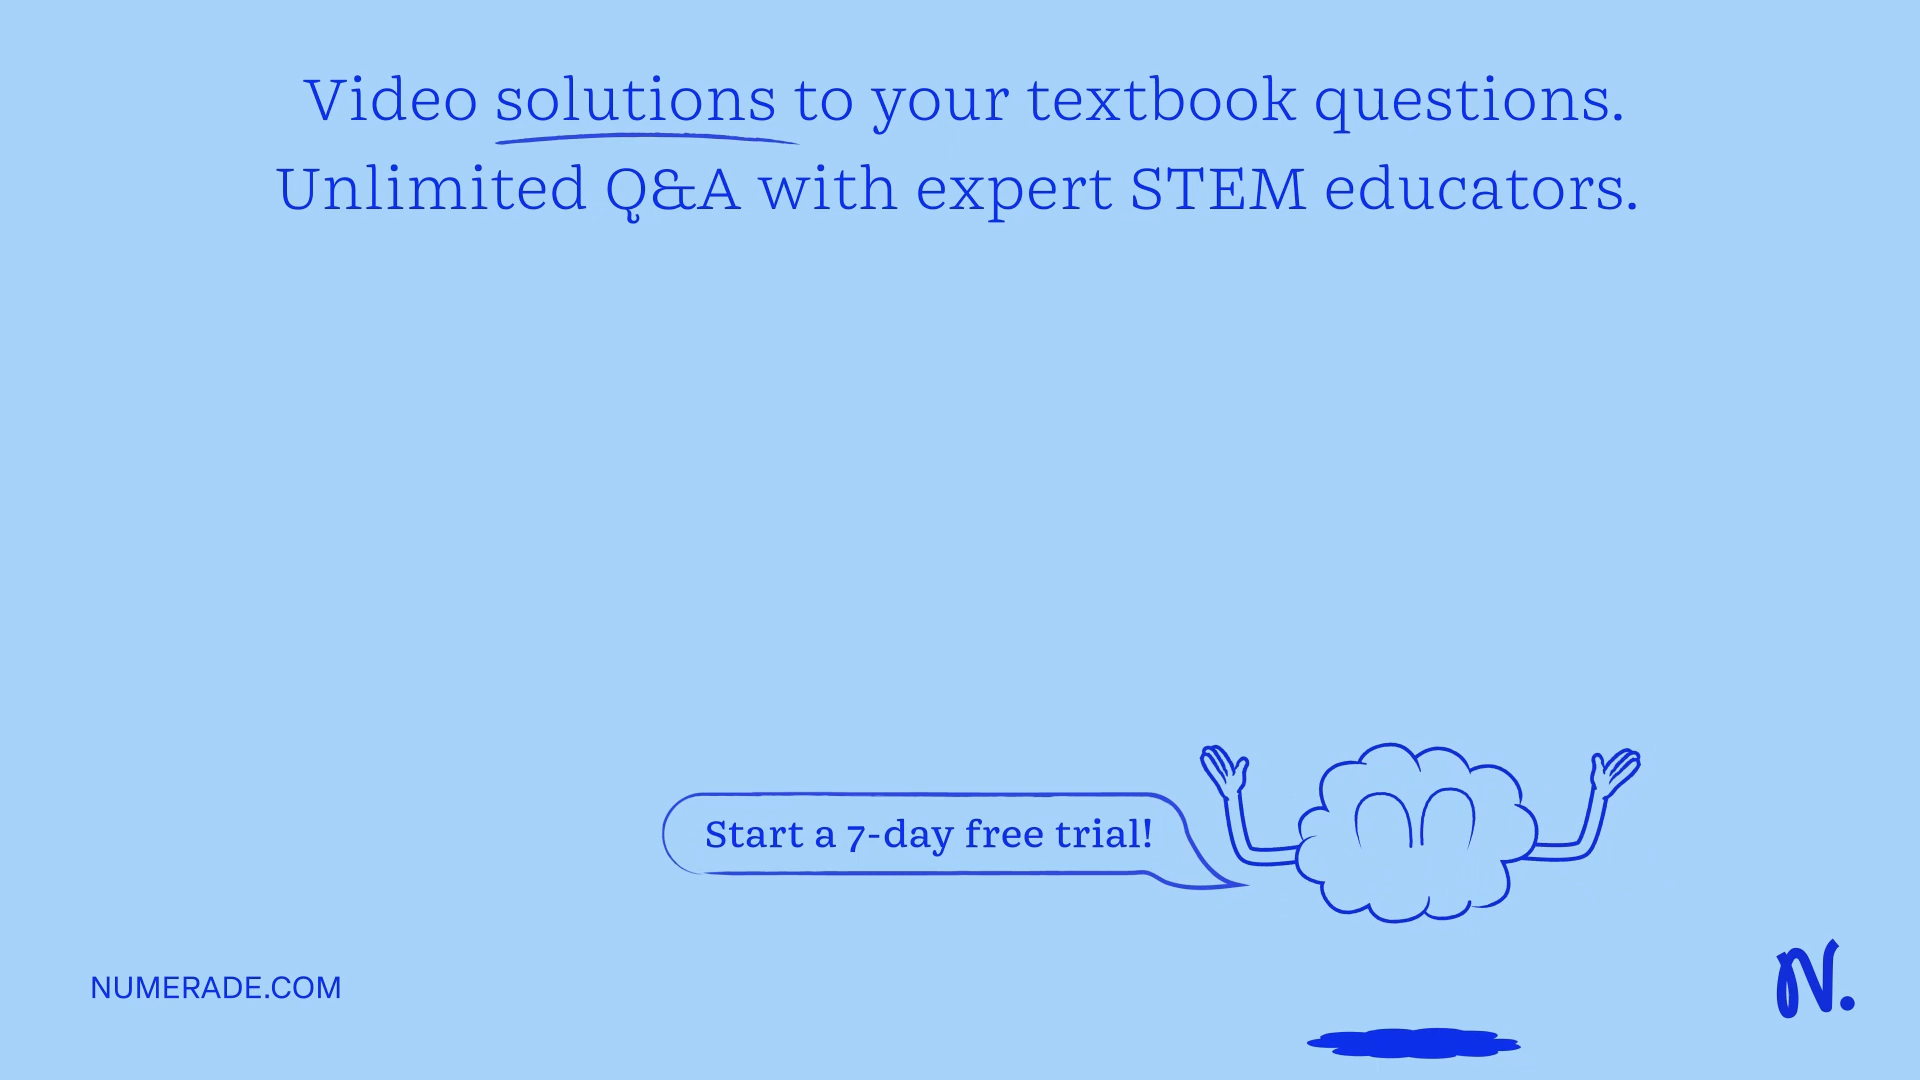 Video solutions to your textbook questions.
Unlimited Q&A with expert STEM educators.
Start a 7-day free trial!
NUMERADE.COM
N.